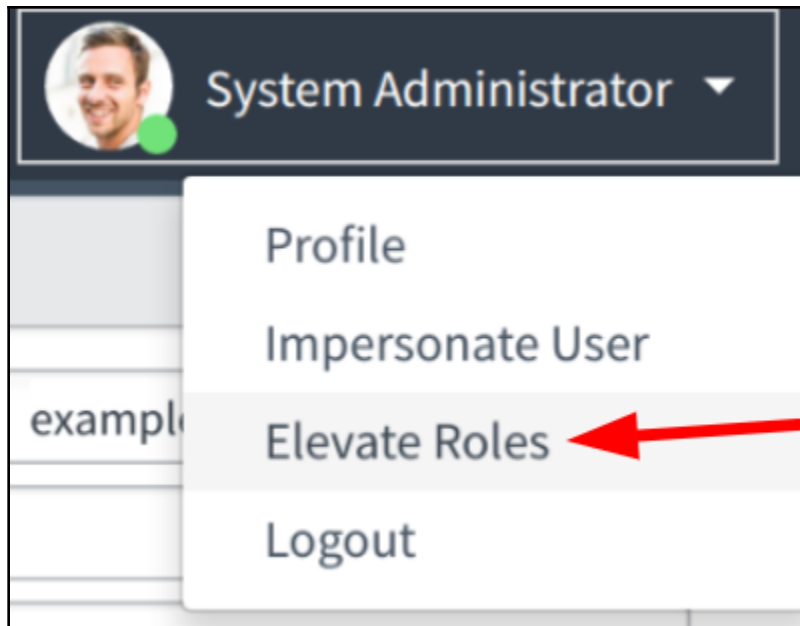 System Administrator
Profile
Impersonate User
exampl
Elevate Roles
Logout